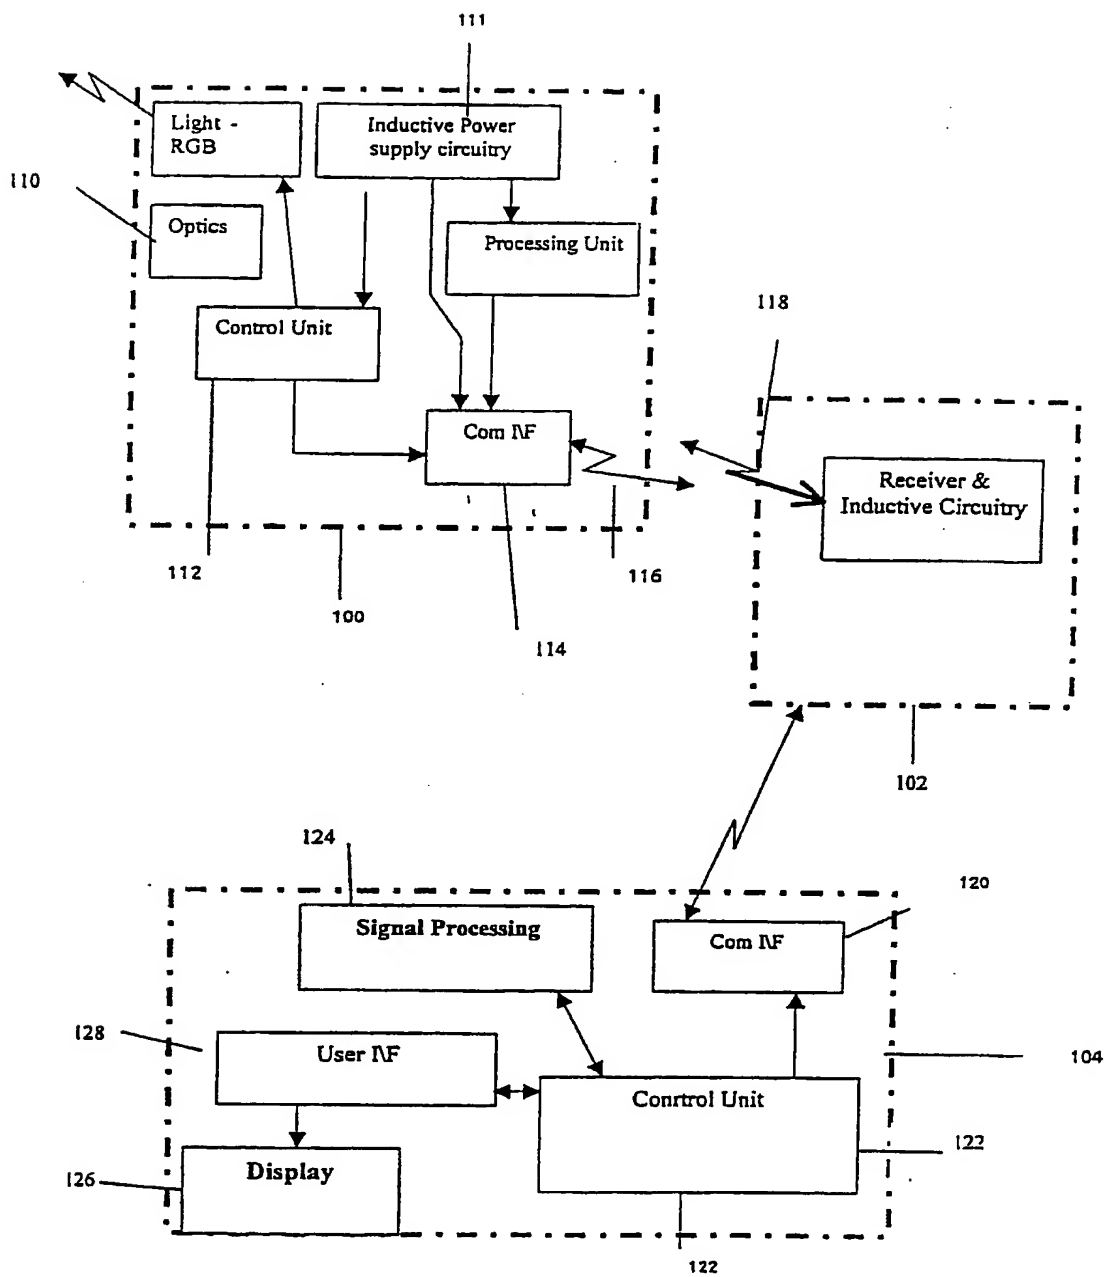 111
Light -
RGB
Inductive Power
supply circuitry
110
Optics
Processing Unit
118
Control Unit
Com I\F
Receiver &
Inductive Circuitry
112
116
100
114
102
124
120
Signal Processing
Com I\F
128
User I\F
104
Conrtrol Unit
122
Display
126
122